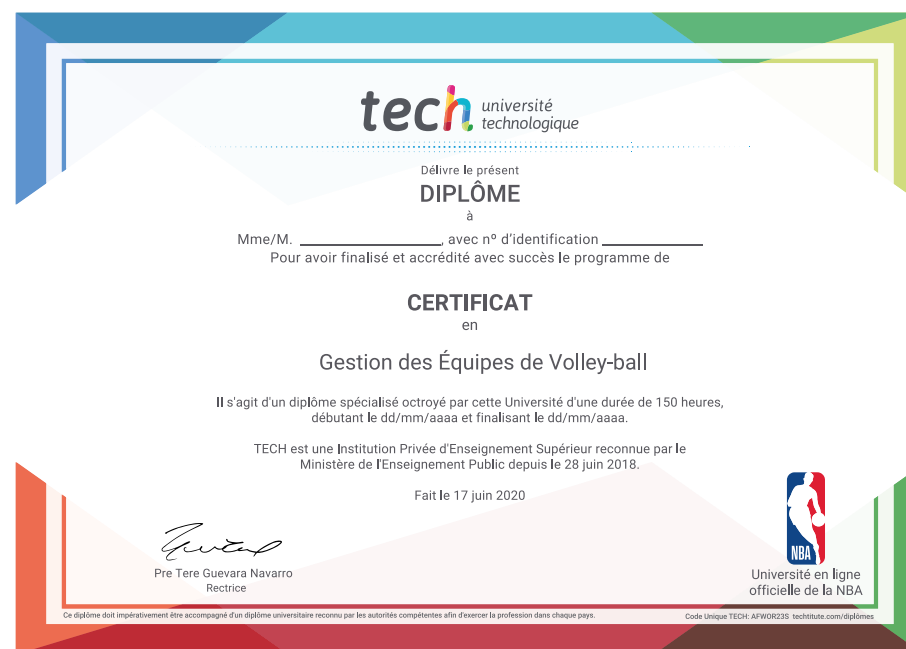 tech université
technologique
Délivre le présent
DIPLÔME
à
Mme/M. ____________________, avec nº d'identification ______________
Pour avoir finalisé et accrédité avec succès le programme de
CERTIFICAT
en
Gestion des Équipes de Volley-ball
Il s'agit d'un diplôme spécialisé octroyé par cette Université d'une durée de 150 heures,
débutant le dd/mm/aaaa et finalisant le dd/mm/aaaa.
TECH est une Institution Privée d'Enseignement Supérieur reconnue par le
Ministère de l'Enseignement Public depuis le 28 juin 2018.
Fait le 17 juin 2020
NBA
Pre Tere Guevara Navarro
Rectrice
Université en ligne
officielle de la NBA
Ce diplôme doit impérativement être accompagné d'un diplôme universitaire reconnu par les autorités compétentes afin d'exercer la profession dans chaque pays.
Code Unique TECH: AFWOR23S techtitute.com/diplômes